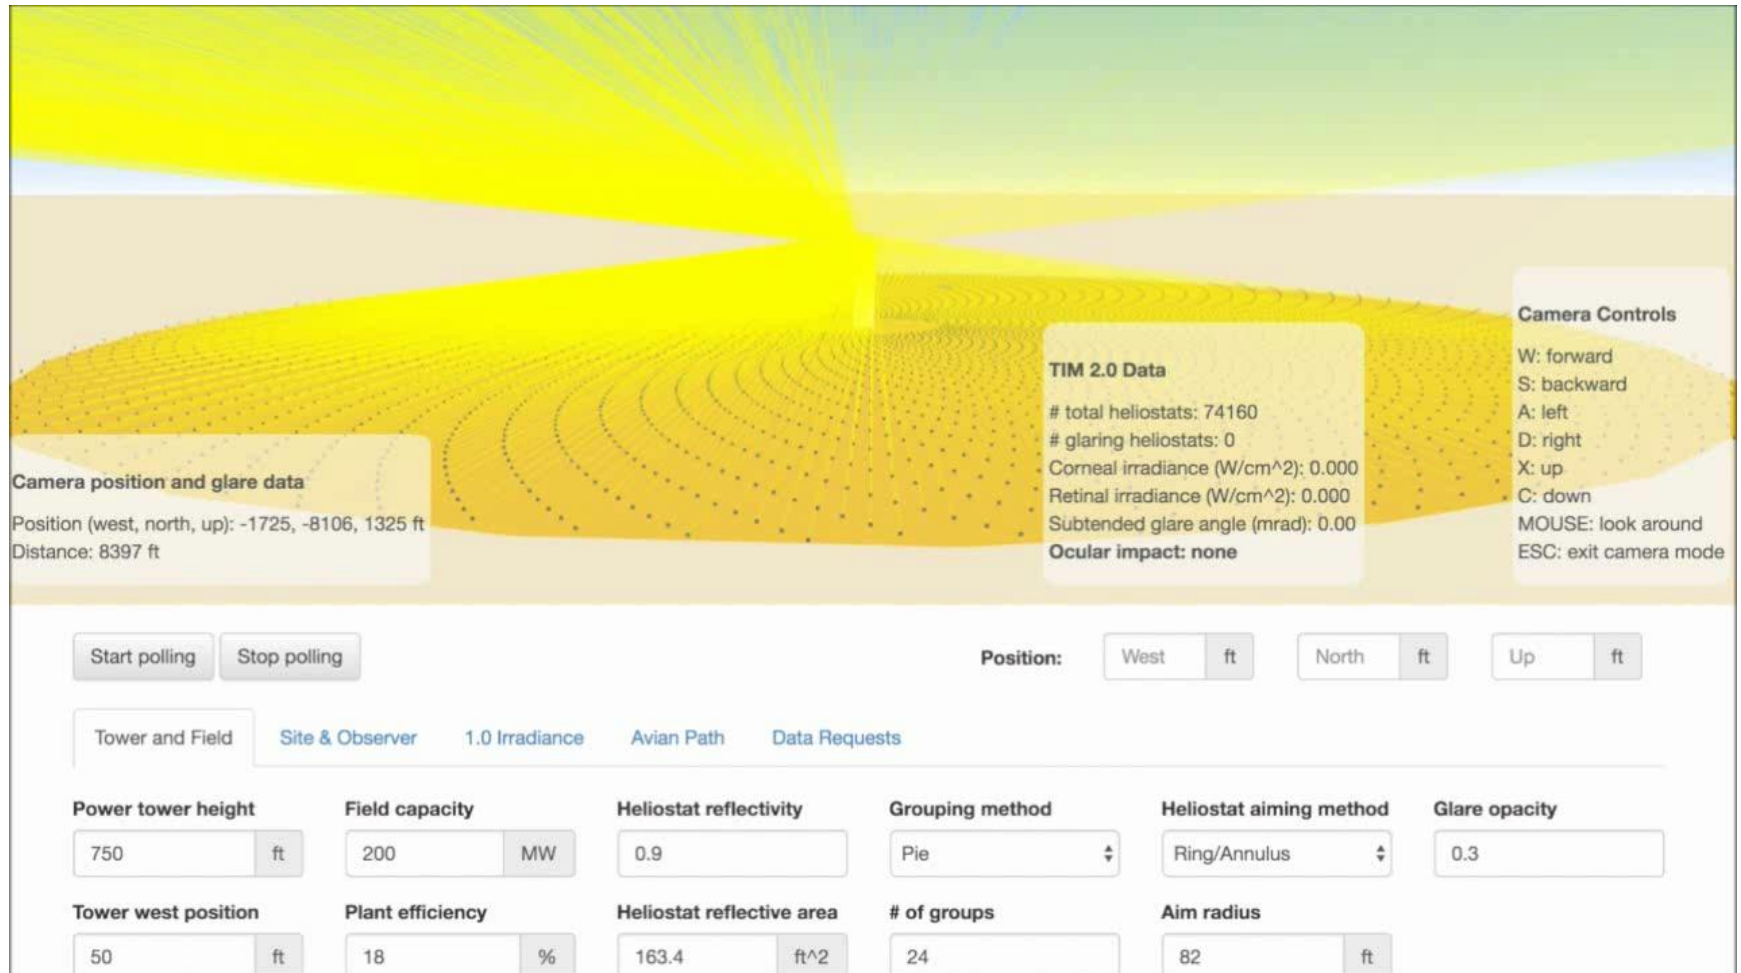 Camera Controls
W: forward
S: backward
A: left
D: right
X: up
C: down
MOUSE: look around
ESC: exit camera mode
TIM 2.0 Data
# total heliostats: 74160
# glaring heliostats: 0
Corneal irradiance (W/cm^2): 0.000
Retinal irradiance (W/cm^2): 0.000
Subtended glare angle (mrad): 0.00
Ocular impact: none
Camera position and glare data
Position (west, north, up): -1725, -8106, 1325 ft
Distance: 8397 ft
Start polling Stop polling Position: West ft North ft Up ft
Tower and Field Site & Observer 1.0 Irradiance Avian Path Data Requests
Power tower height Field capacity Heliostat reflectivity Grouping method Heliostat aiming method Glare opacity
750 ft 200 MW 0.9 Pie Ring/Annulus 0.3
Tower west position Plant efficiency Heliostat reflective area # of groups Aim radius
50 ft 18 % 163.4 ft^2 24 82 ft